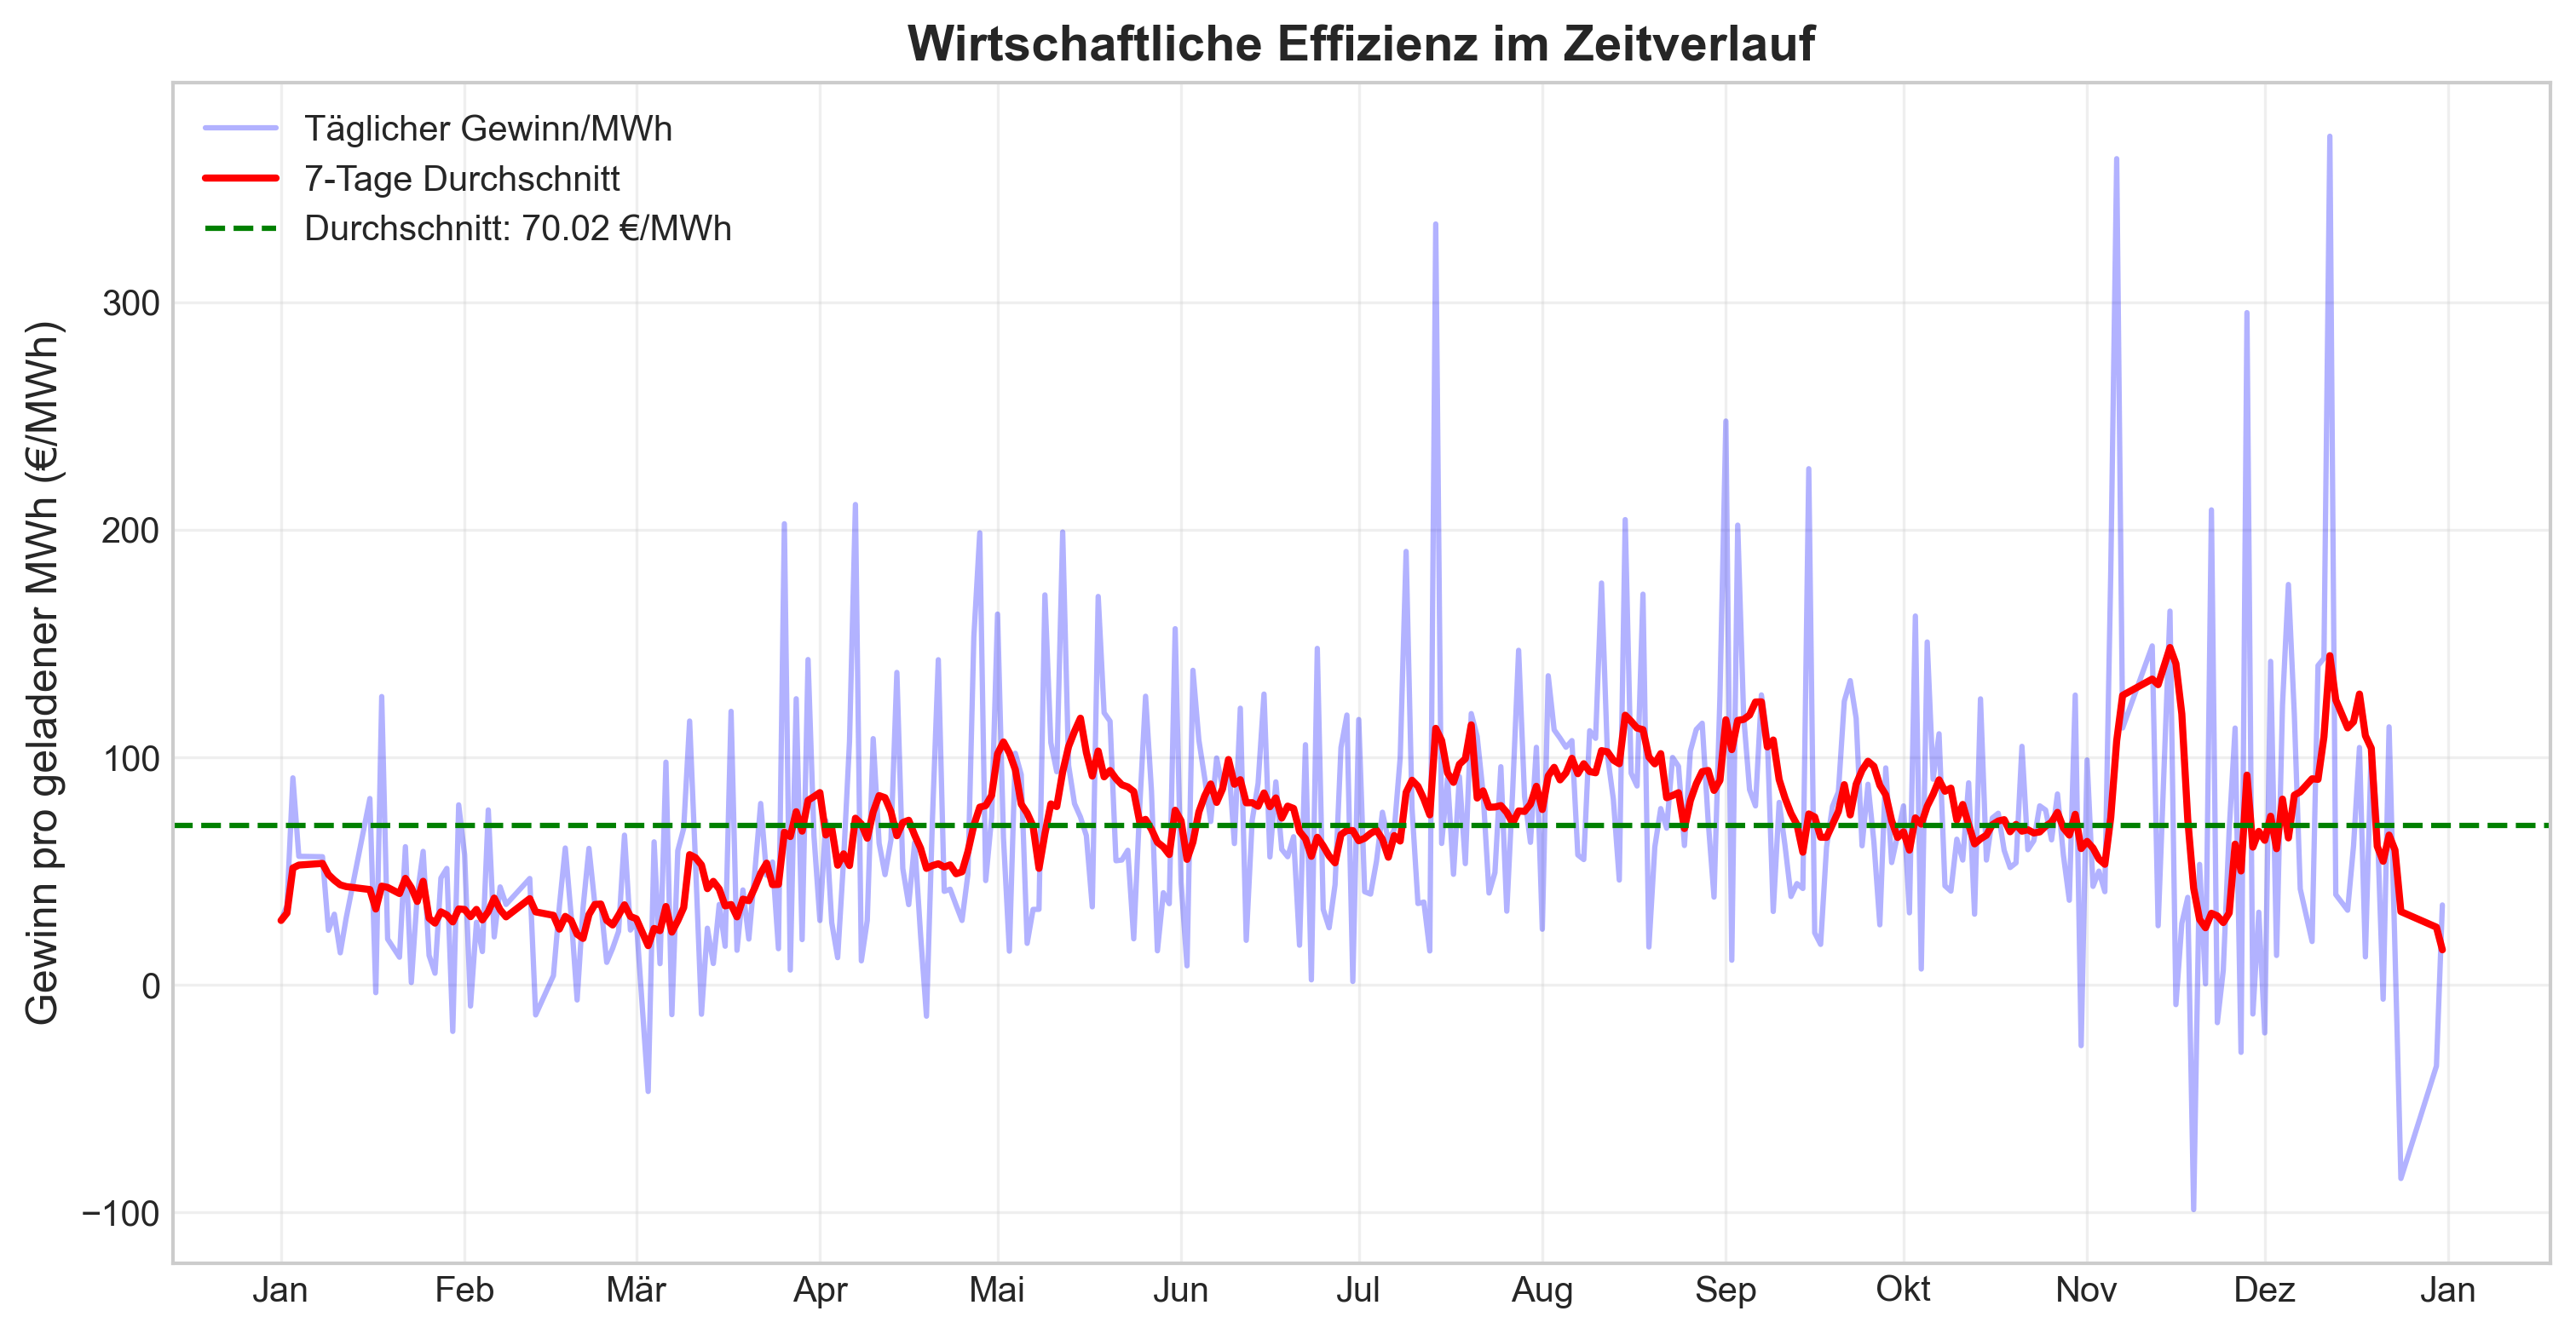 Wirtschaftliche Effizienz im Zeitverlauf
Täglicher Gewinn/MWh
7-Tage Durchschnitt
Durchschnitt: 70.02 €/MWh
Gewinn pro geladener MWh (€/MWh)
300
200
100
0
−100
Jan Feb Mär Apr Mai Jun Jul Aug Sep Okt Nov Dez Jan